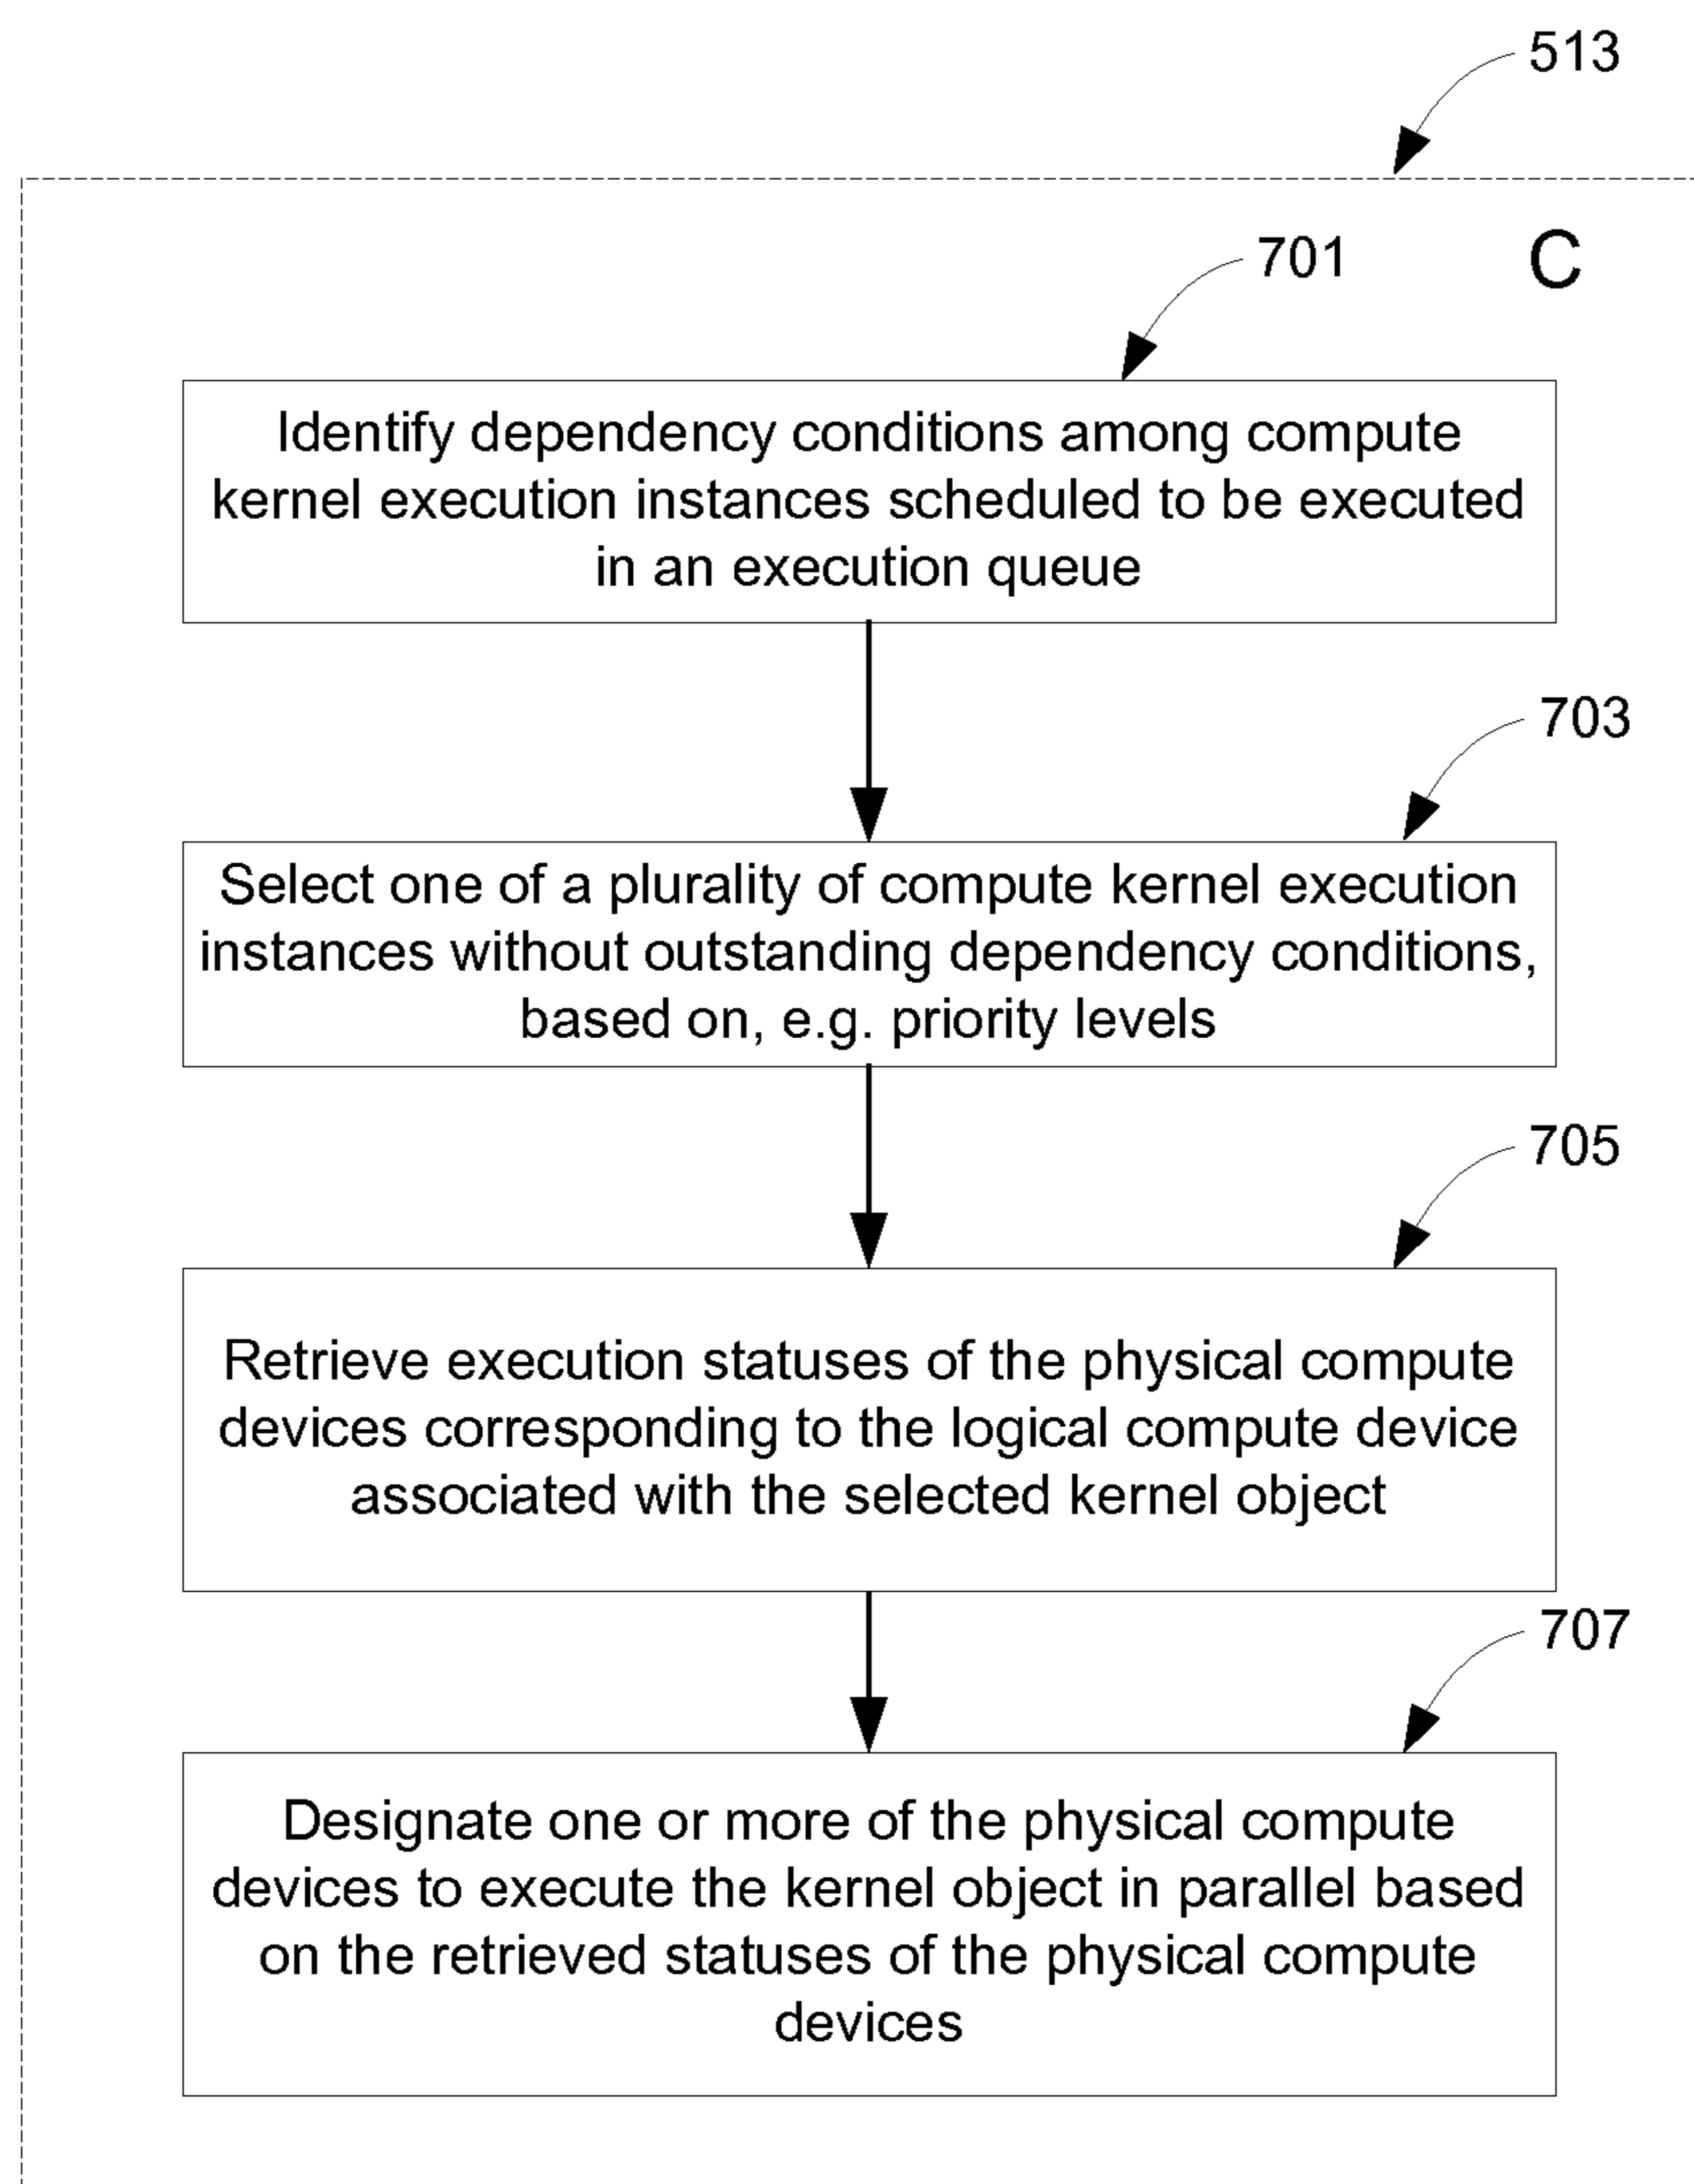 513
701
C
Identify dependency conditions among compute
kernel execution instances scheduled to be executed
in an execution queue
703
Select one of a plurality of compute kernel execution
instances without outstanding dependency conditions,
based on, e.g. priority levels
705
Retrieve execution statuses of the physical compute
devices corresponding to the logical compute device
associated with the selected kernel object
707
Designate one or more of the physical compute
devices to execute the kernel object in parallel based
on the retrieved statuses of the physical compute
devices